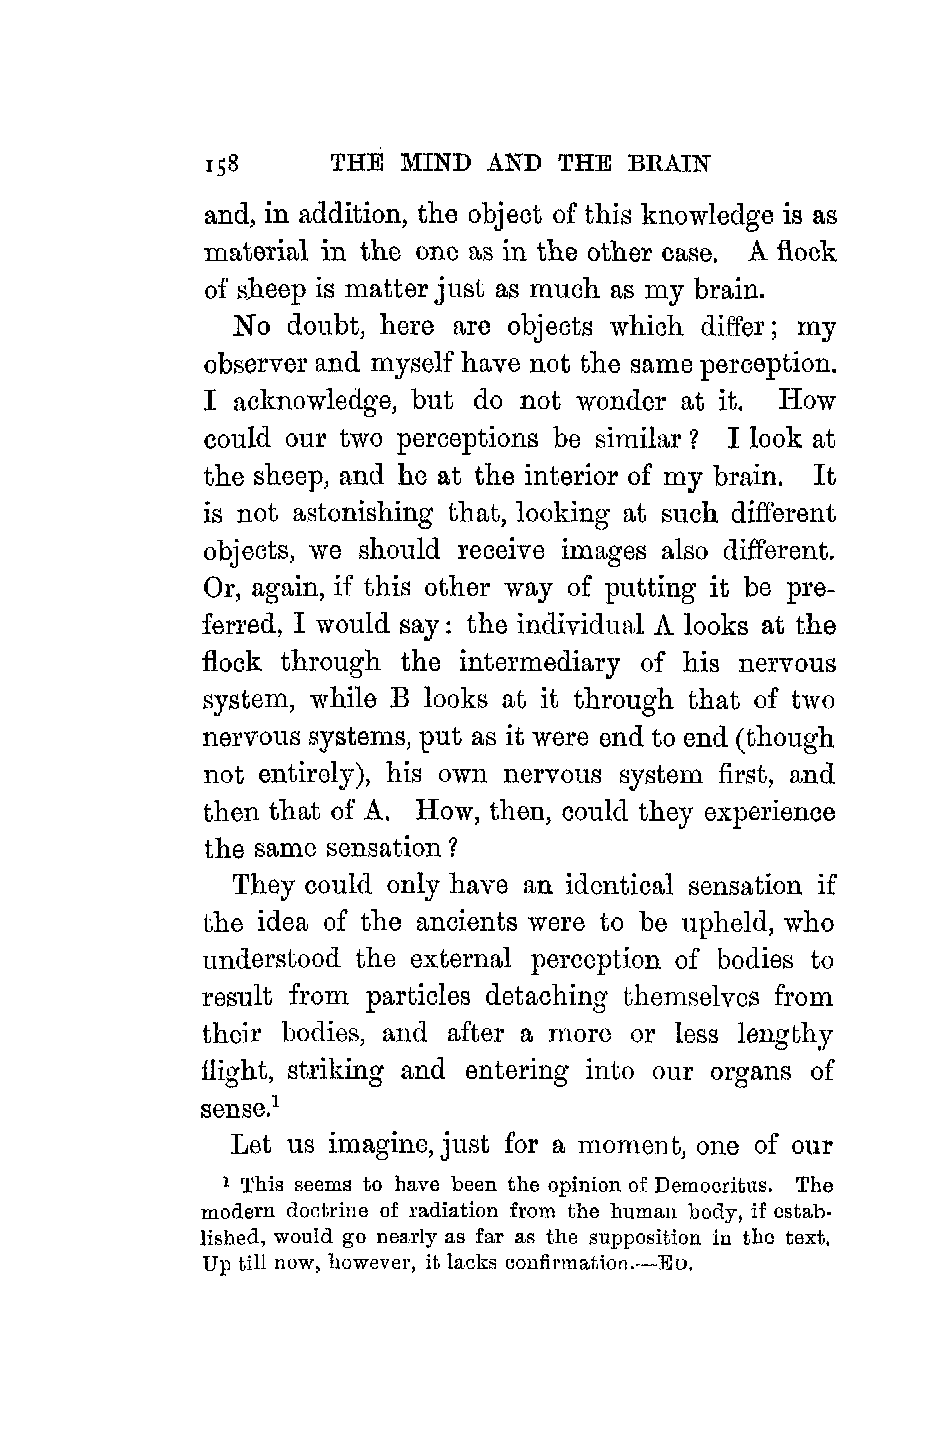 158 THE MIND AND THE BRAIN
and, in addition, the object of this knowledge is as
material in the one as in the other case. A flock
of sheep is matter just as much as my brain.
No doubt, here are objects which differ; my
observer and myself have not the same perception.
I acknowledge, but do not wonder at it. How
could our two perceptions be similar? I look at
the sheep, and he at the interior of my brain. It
is not astonishing that, looking at such different
objects, we should receive images also different.
Or, again, if this other way of putting it be pre-
ferred, I would say: the individual A looks at the
flock through the intermediary of his nervous
system, while B looks at it through that of two
nervous systems, put as it were end to end (though
not entirely), his own nervous system first, and
then that of A. How, then, could they experience
the same sensation?
They could only have an identical sensation if
the idea of the ancients were to be upheld, who
understood the external perception of bodies to
result from particles detaching themselves from
their bodies, and after a more or less lengthy
flight, striking and entering into our organs of
sense.¹
Let us imagine, just for a moment, one of our
¹ This seems to have been the opinion of Democritus. The
modern doctrine of radiation from the human body, if estab-
lished, would go nearly as far as the supposition in the text.
Up till now, however, it lacks confirmation.—ED.